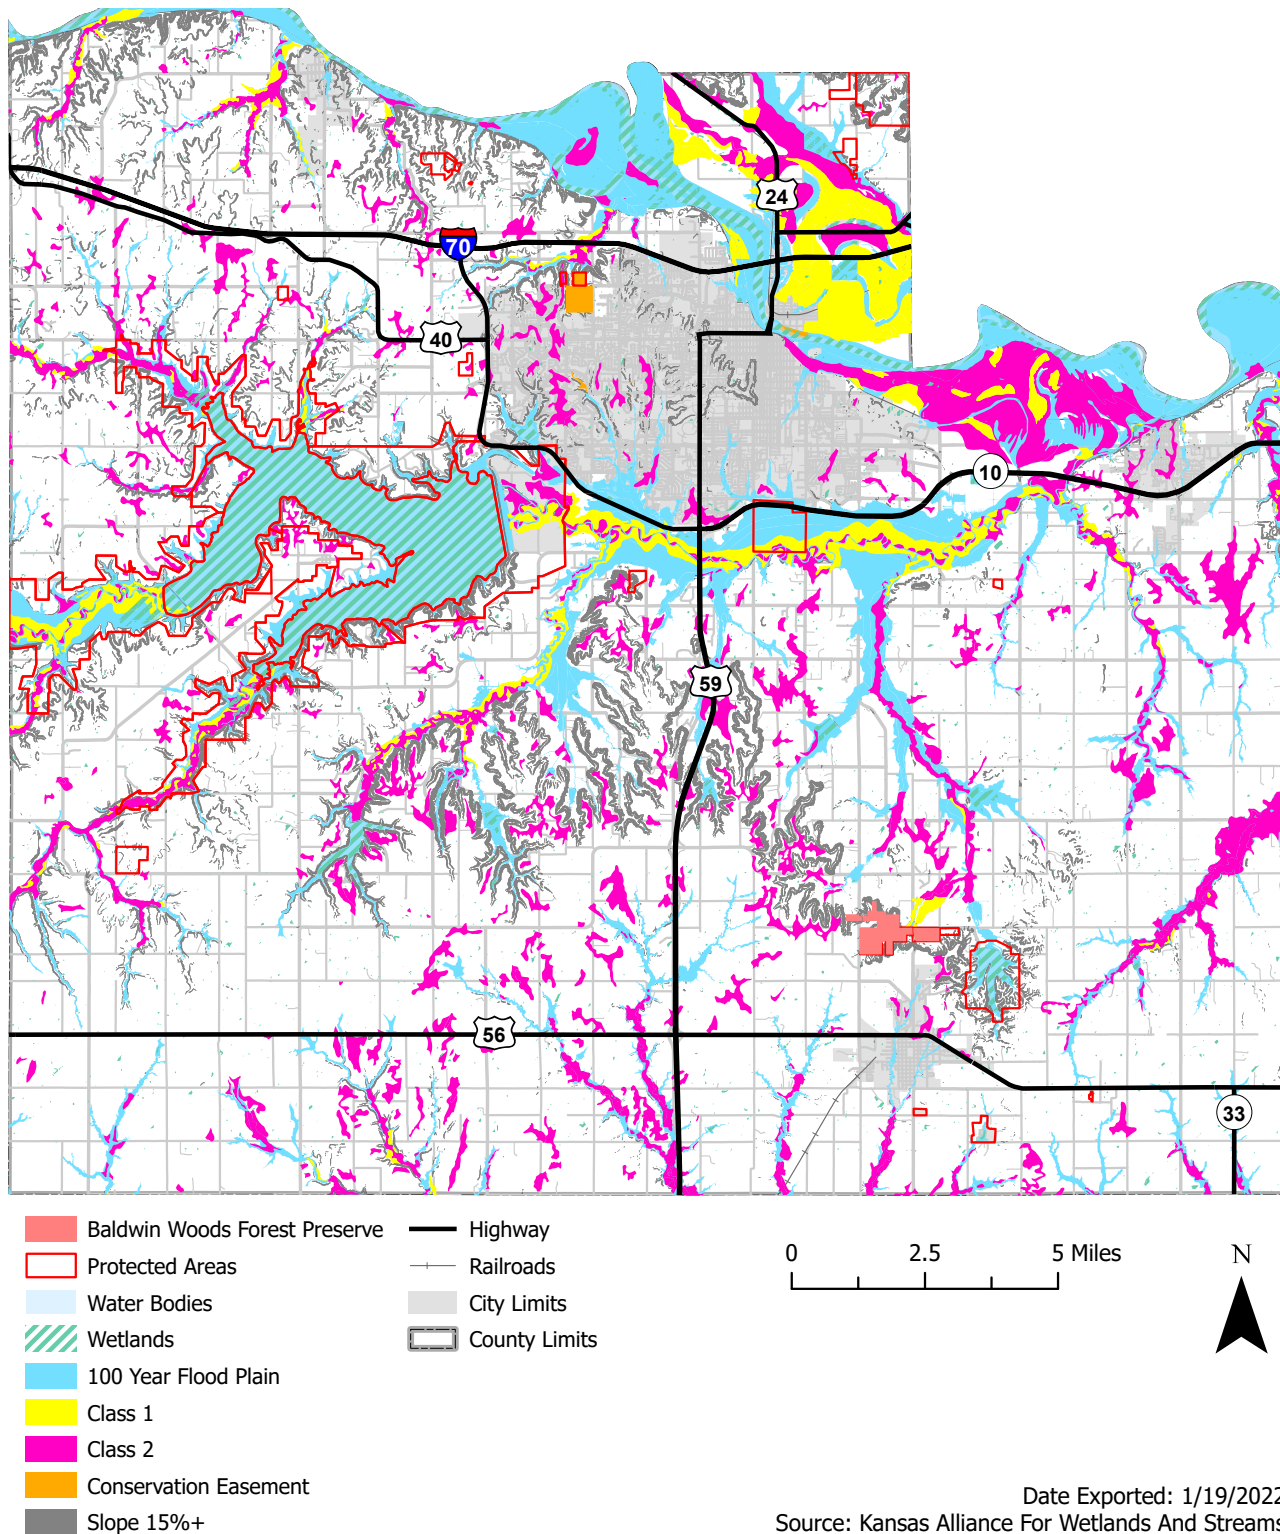 24
70
40
10
59
56
33
Baldwin Woods Forest Preserve
Protected Areas
Water Bodies
Wetlands
100 Year Flood Plain
Class 1
Class 2
Conservation Easement
Slope 15%+
Highway
Railroads
City Limits
County Limits
0 2.5 5 Miles
N
Date Exported: 1/19/2022
Source: Kansas Alliance For Wetlands And Streams